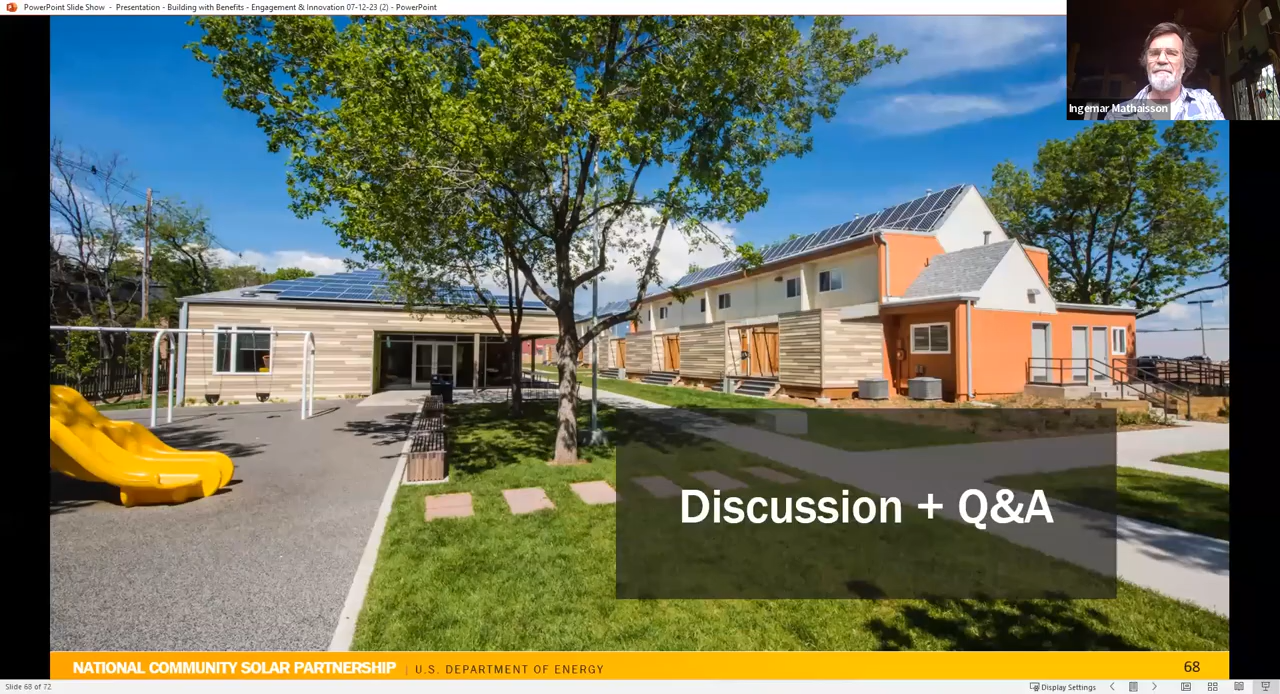 PowerPoint Slide Show - Presentation - Building with Benefits - Engagement & Innovation 07-12-23 (2) - PowerPoint
Ingemar Mathaisson
Discussion + Q&A
NATIONAL COMMUNITY SOLAR PARTNERSHIP | U.S. DEPARTMENT OF ENERGY
68
Slide 68 of 72
Display Settings